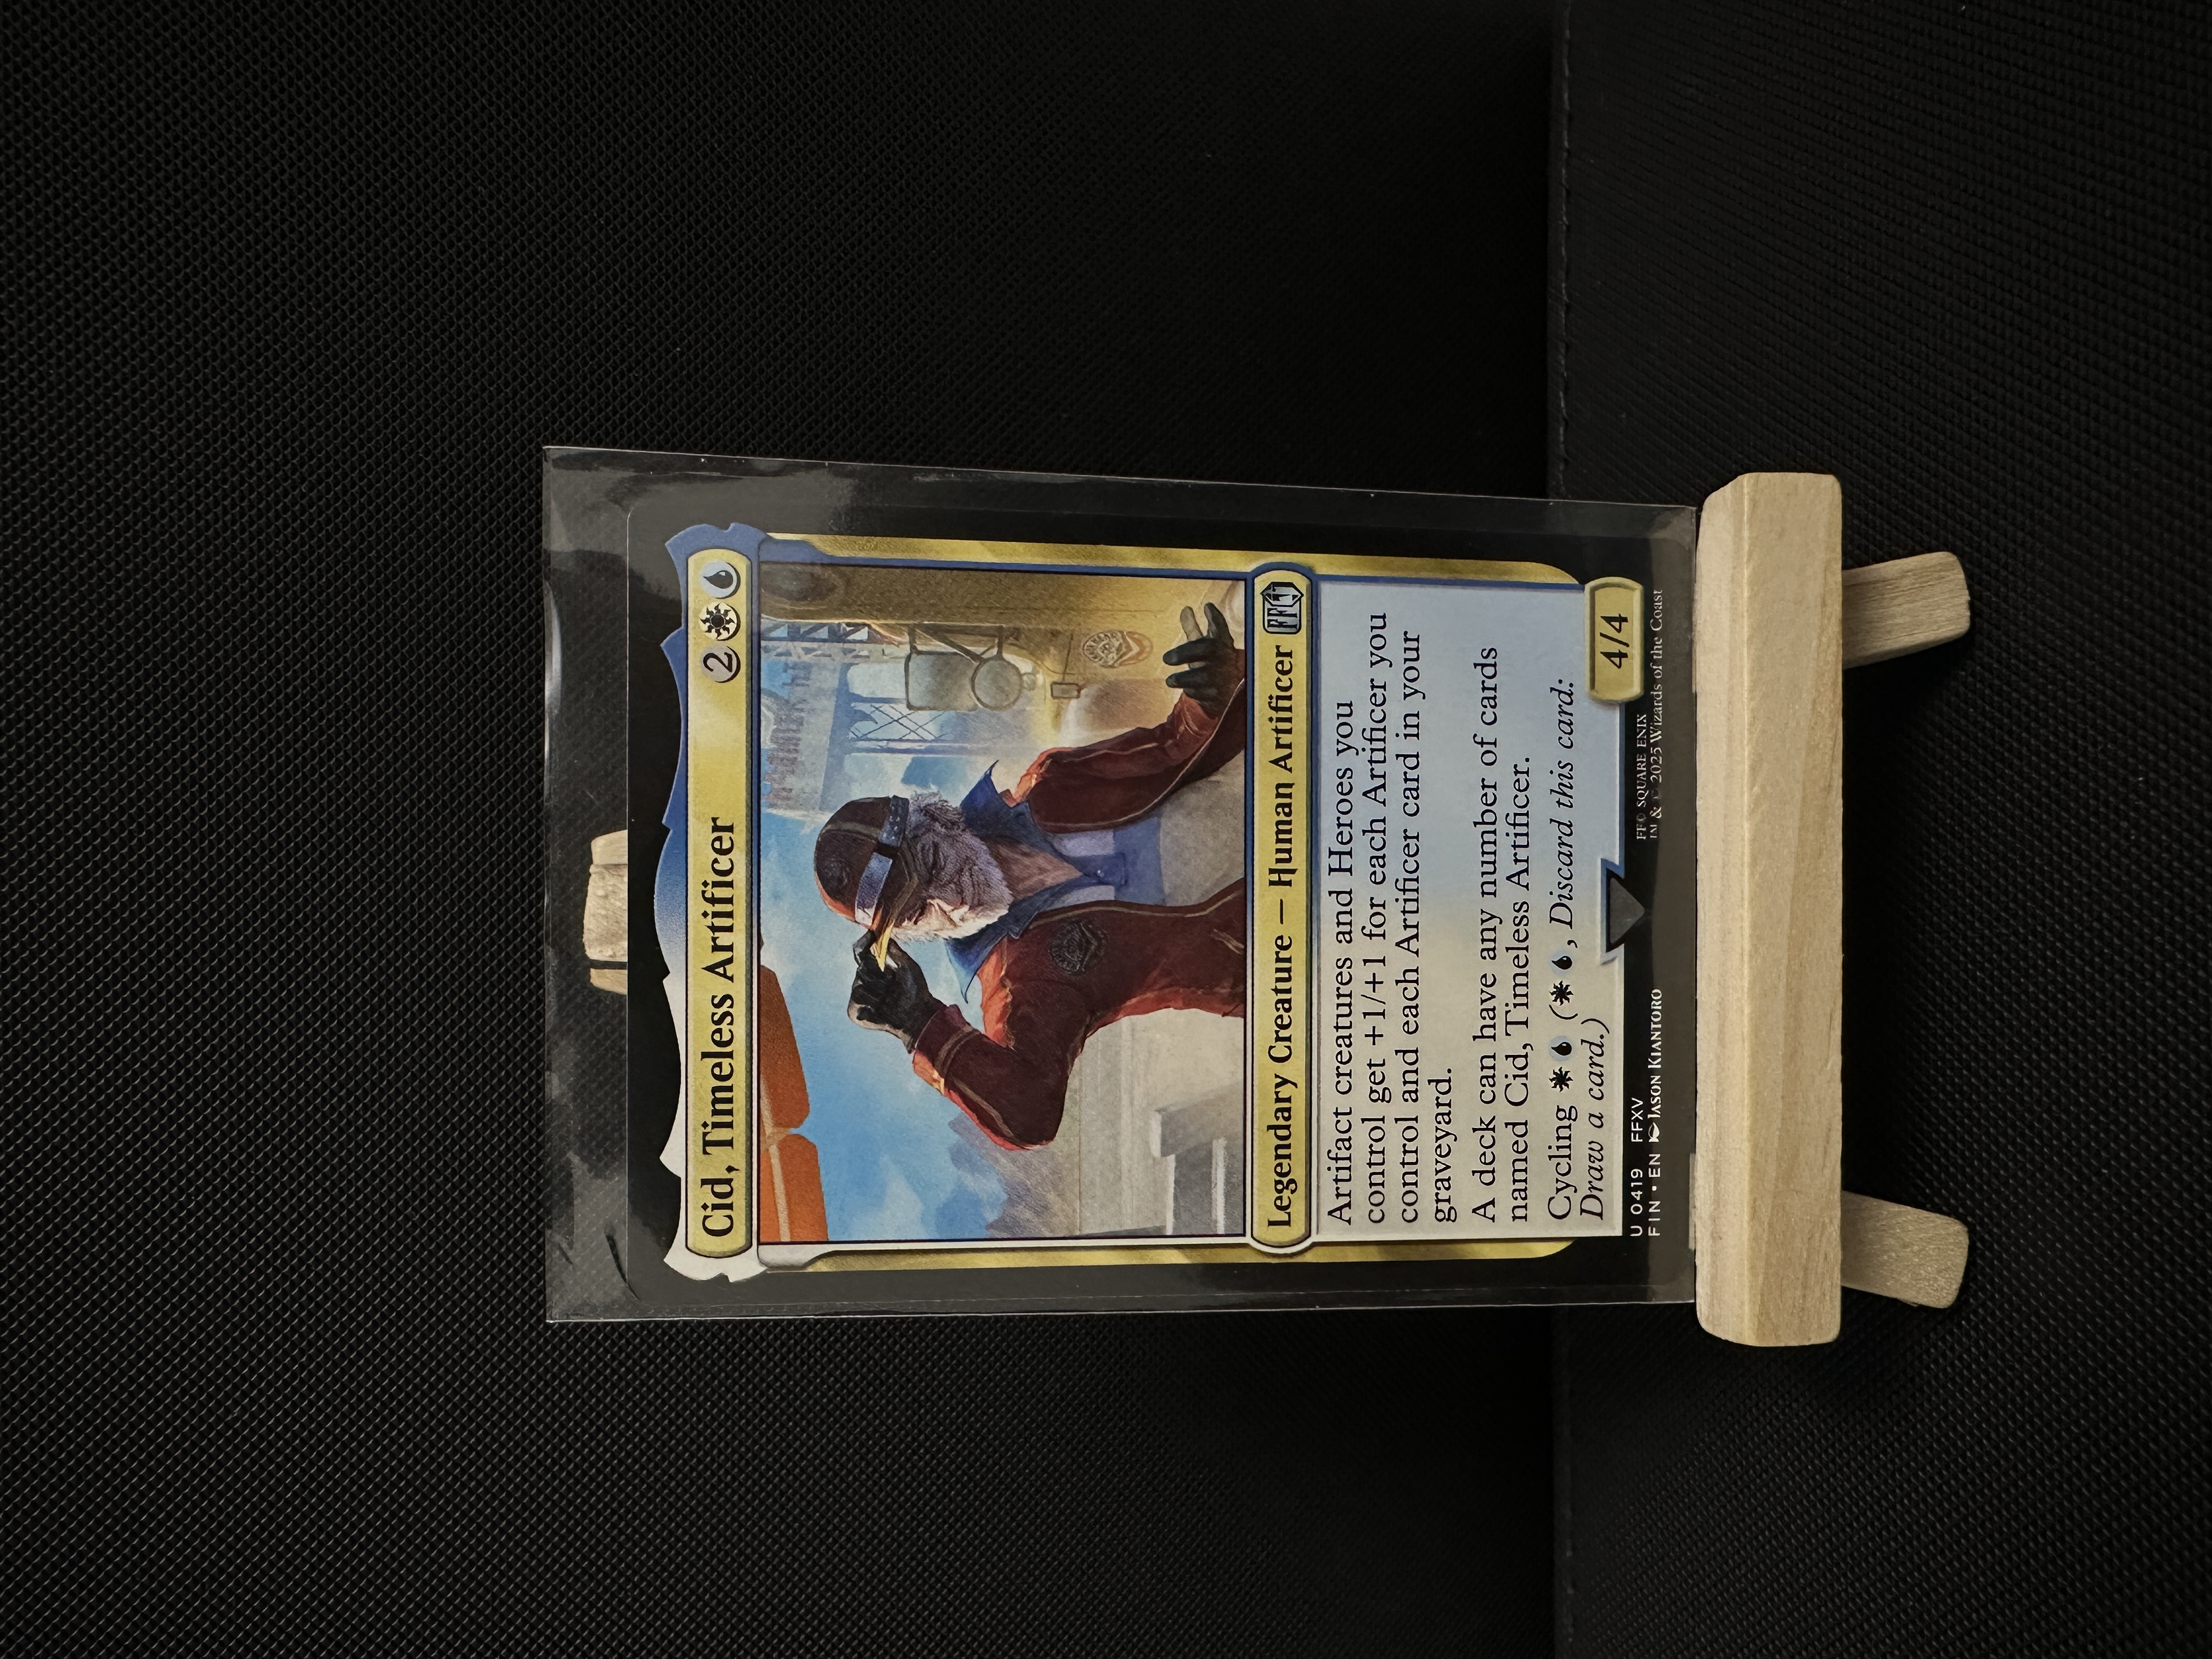 Cid, Timeless Artificer
2
Legendary Creature — Human Artificer
Artifact creatures and Heroes you
control get +1/+1 for each Artificer you
control and each Artificer card in your
graveyard.
A deck can have any number of cards
named Cid, Timeless Artificer.
Cycling (, Discard this card:
Draw a card.)
4/4
U 0419 FFXV
FIN • EN Jason Kiantoro
FF© SQUARE ENIX
™ & © 2025 Wizards of the Coast